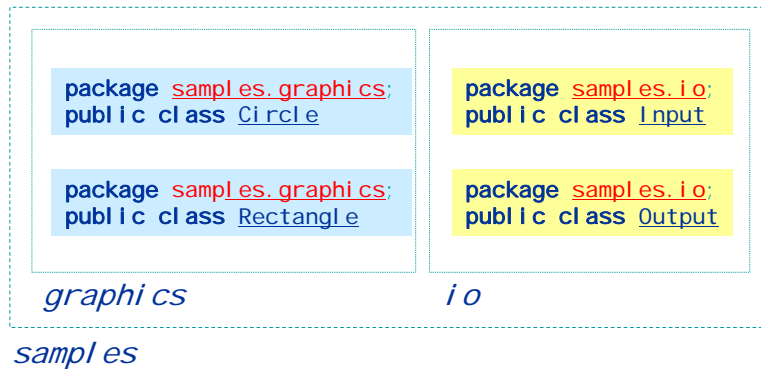 package samples.graphics;
public class Circle
package samples.graphics;
public class Rectangle
graphics
package samples.io;
public class Input
package samples.io;
public class Output
io
samples